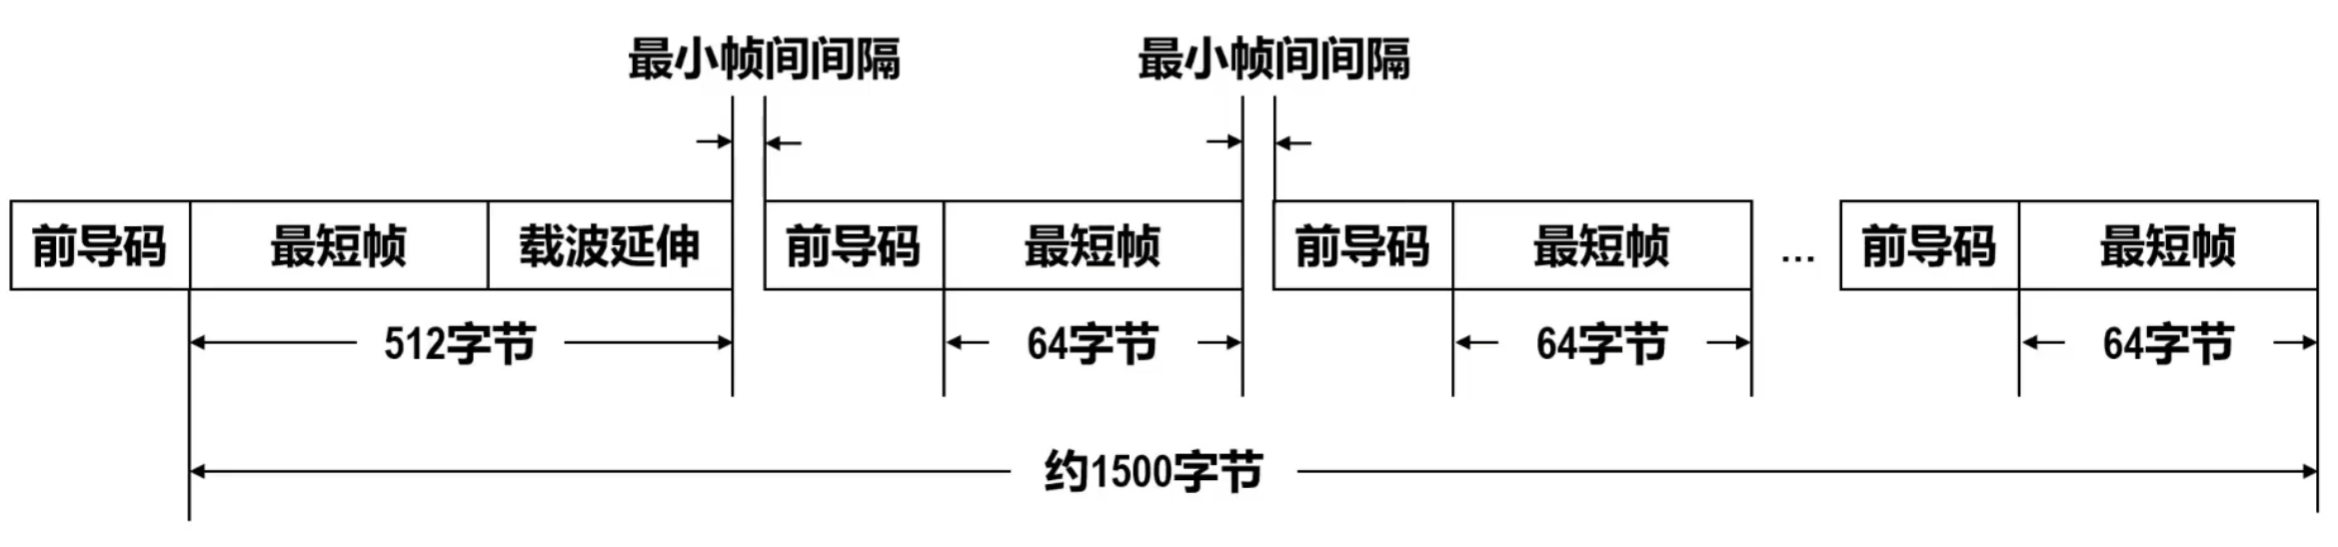 最小帧间间隔 最小帧间间隔
前导码 最短帧 载波延伸 前导码 最短帧 前导码 最短帧 … 前导码 最短帧
512字节 64字节 64字节 64字节
约1500字节